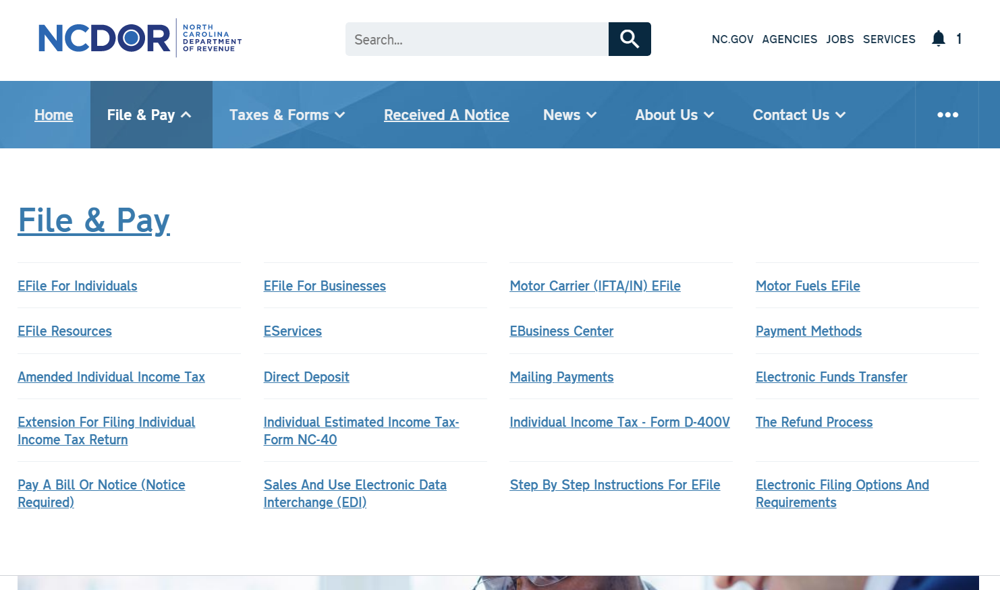 NCDOR
NORTH
CAROLINA
DEPARTMENT
OF REVENUE
Search...
NC.GOV AGENCIES JOBS SERVICES 1
Home File & Pay Taxes & Forms Received A Notice News About Us Contact Us
File & Pay
EFile For Individuals
EFile For Businesses
Motor Carrier (IFTA/IN) EFile
Motor Fuels EFile
EFile Resources
EServices
EBusiness Center
Payment Methods
Amended Individual Income Tax
Direct Deposit
Mailing Payments
Electronic Funds Transfer
Extension For Filing Individual
Income Tax Return
Individual Estimated Income Tax-
Form NC-40
Individual Income Tax - Form D-400V
The Refund Process
Pay A Bill Or Notice (Notice
Required)
Sales And Use Electronic Data
Interchange (EDI)
Step By Step Instructions For EFile
Electronic Filing Options And
Requirements